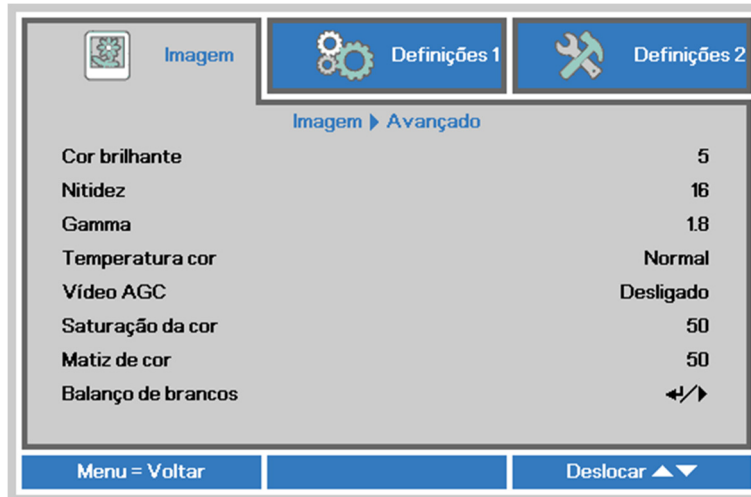 Imagem
Definições 1
Definições 2
Imagem ▶ Avançado
Cor brilhante 5
Nitidez 16
Gamma 1.8
Temperatura cor Normal
Vídeo AGC Desligado
Saturação da cor 50
Matiz de cor 50
Balanço de brancos ↵/▶
Menu = Voltar
Deslocar ▲▼